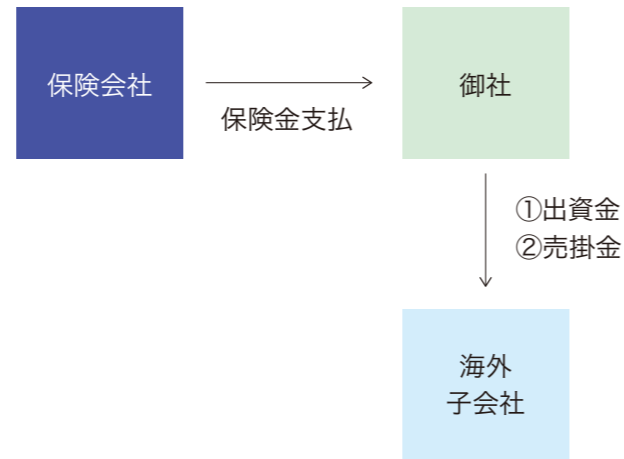 保険会社
保険金支払
御社
①出資金
②売掛金
海外
子会社